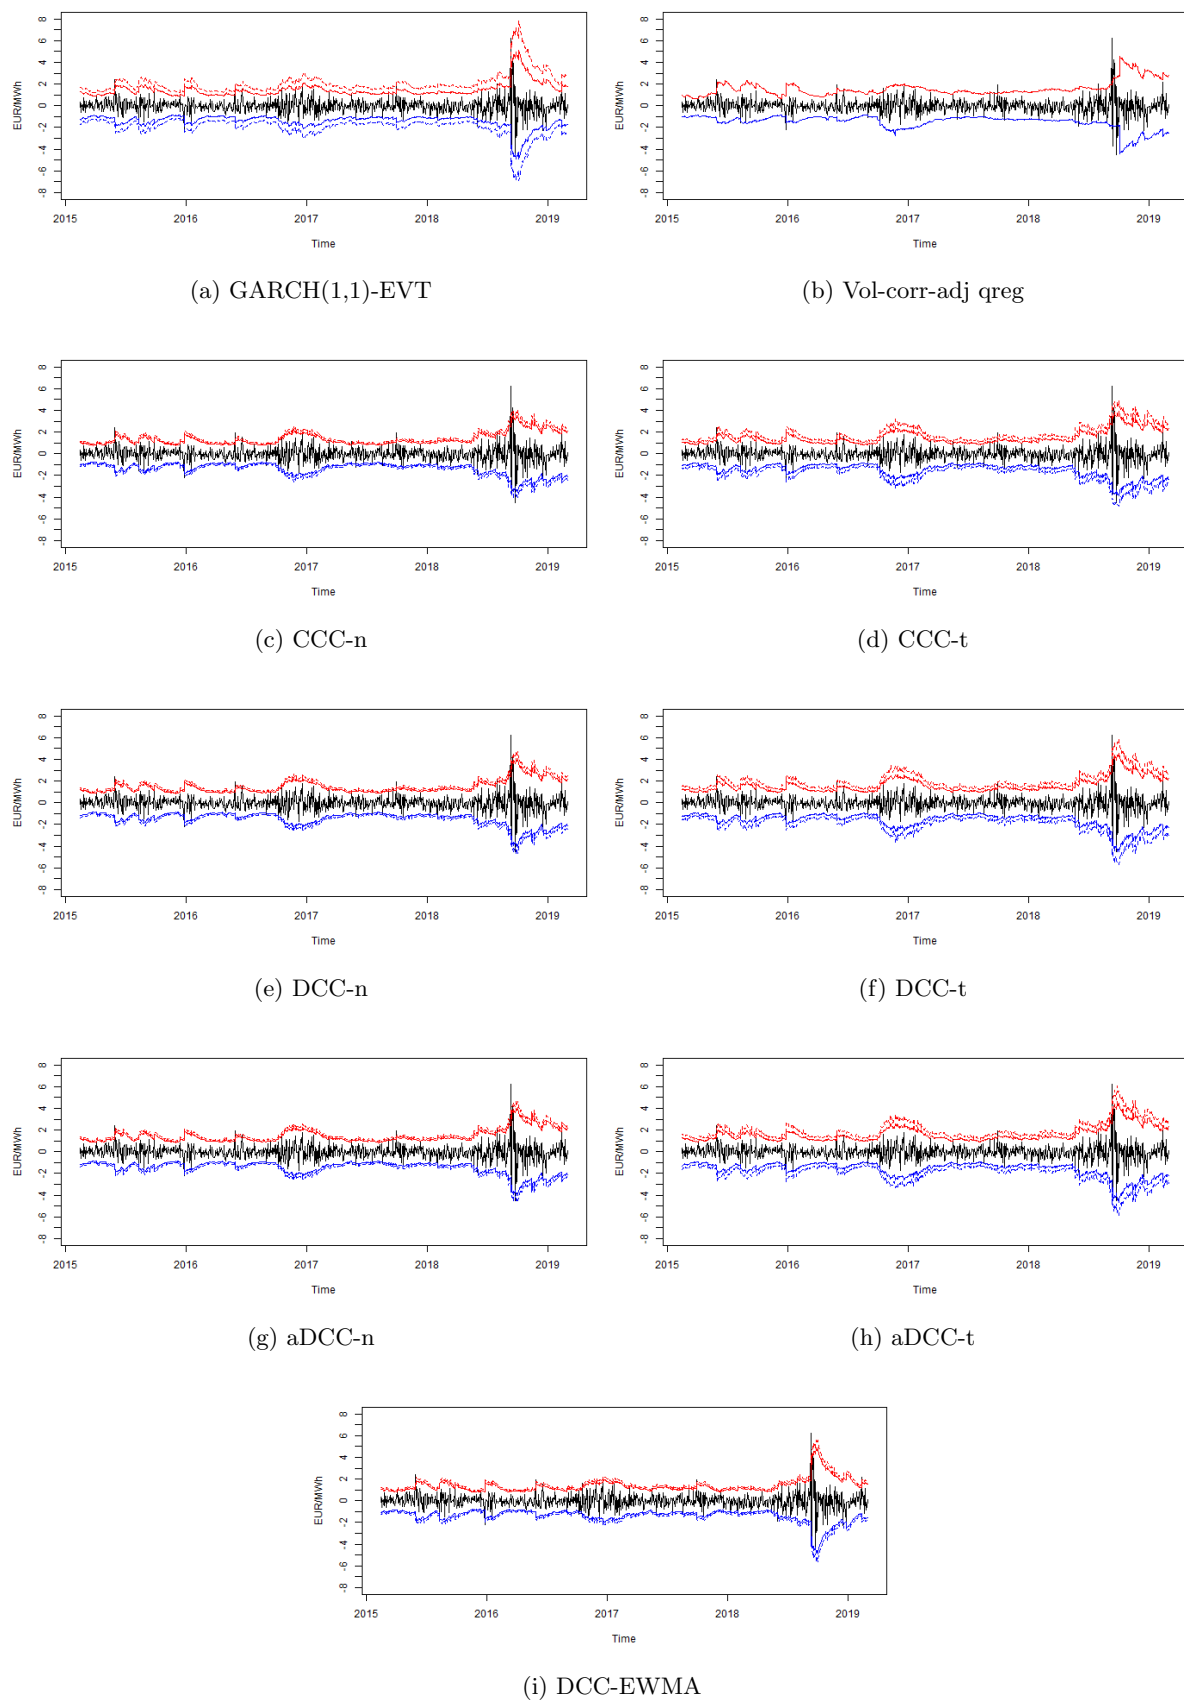 8
6
4
2
0
-2
-4
-6
-8
EUR/MWh
2015 2016 2017 2018 2019
Time
(a) GARCH(1,1)-EVT
8
6
4
2
0
-2
-4
-6
-8
EUR/MWh
2015 2016 2017 2018 2019
Time
(b) Vol-corr-adj qreg
8
6
4
2
0
-2
-4
-6
-8
EUR/MWh
2015 2016 2017 2018 2019
Time
(c) CCC-n
8
6
4
2
0
-2
-4
-6
-8
EUR/MWh
2015 2016 2017 2018 2019
Time
(d) CCC-t
8
6
4
2
0
-2
-4
-6
-8
EUR/MWh
2015 2016 2017 2018 2019
Time
(e) DCC-n
8
6
4
2
0
-2
-4
-6
-8
EUR/MWh
2015 2016 2017 2018 2019
Time
(f) DCC-t
8
6
4
2
0
-2
-4
-6
-8
EUR/MWh
2015 2016 2017 2018 2019
Time
(g) aDCC-n
8
6
4
2
0
-2
-4
-6
-8
EUR/MWh
2015 2016 2017 2018 2019
Time
(h) aDCC-t
8
6
4
2
0
-2
-4
-6
-8
EUR/MWh
2015 2016 2017 2018 2019
Time
(i) DCC-EWMA